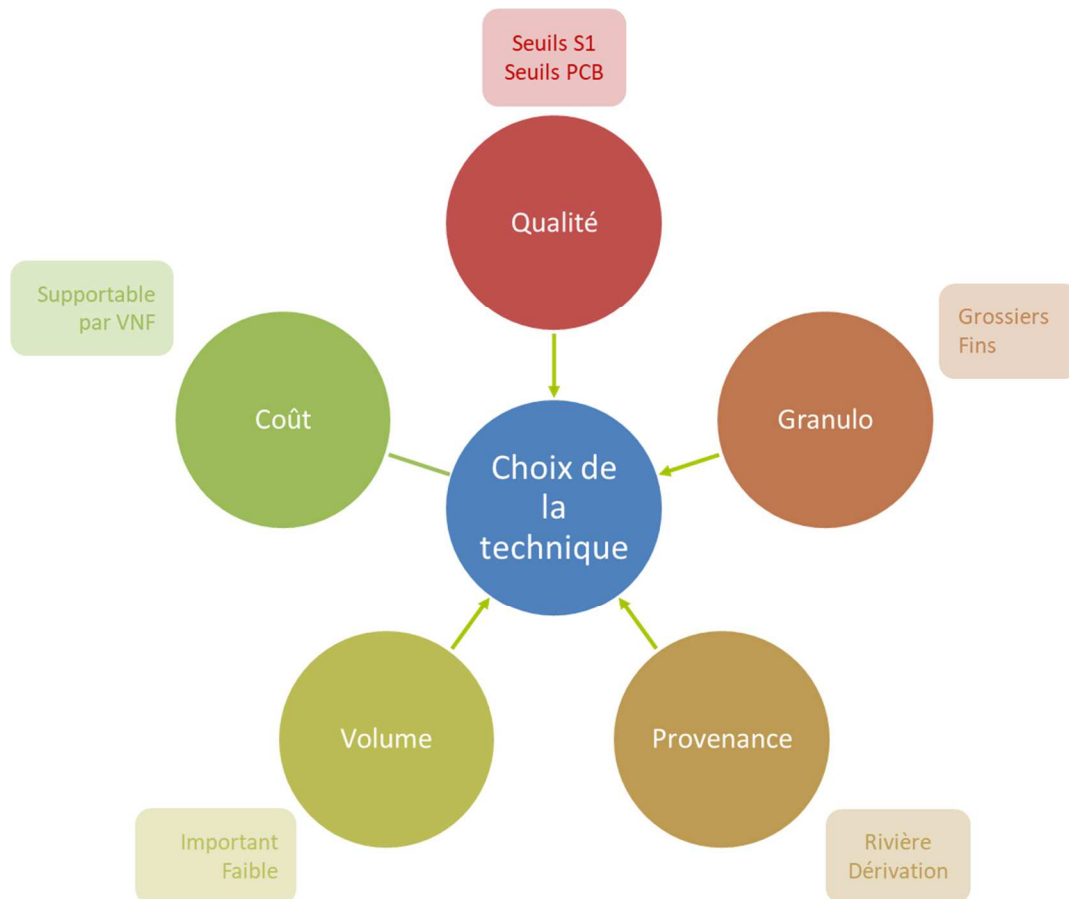 Seuils S1
Seuils PCB
Qualité
Supportable
par VNF
Coût
Grossiers
Fins
Granulo
Choix de
la
technique
Volume
Important
Faible
Provenance
Rivière
Dérivation